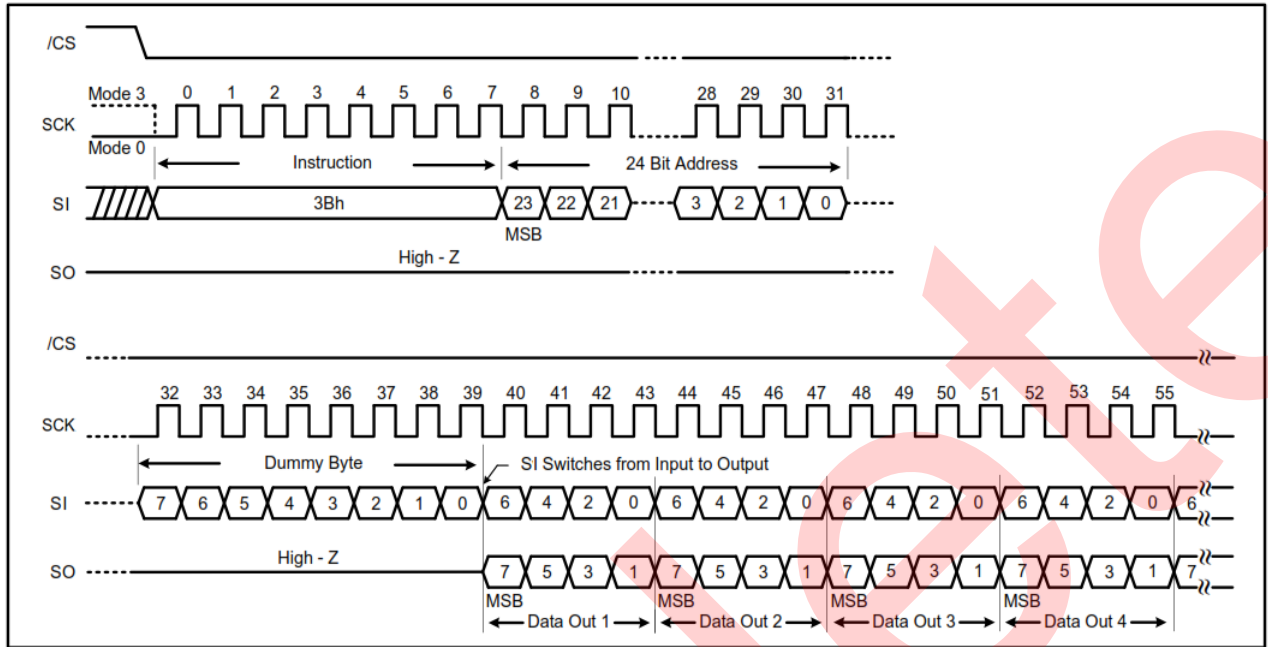 /CS
Mode 3 0 1 2 3 4 5 6 7 8 9 10 28 29 30 31
SCK
Mode 0
Instruction 24 Bit Address
SI 3Bh 23 22 21 3 2 1 0
MSB
High - Z
SO
/CS
32 33 34 35 36 37 38 39 40 41 42 43 44 45 46 47 48 49 50 51 52 53 54 55
SCK
Dummy Byte SI Switches from Input to Output
SI 7 6 5 4 3 2 1 0 6 4 2 0 6 4 2 0 6 4 2 0 6 4 2 0 6
High - Z
SO 7 5 3 1 7 5 3 1 7 5 3 1 7 5 3 1 7
MSB MSB MSB MSB
Data Out 1 Data Out 2 Data Out 3 Data Out 4
lete